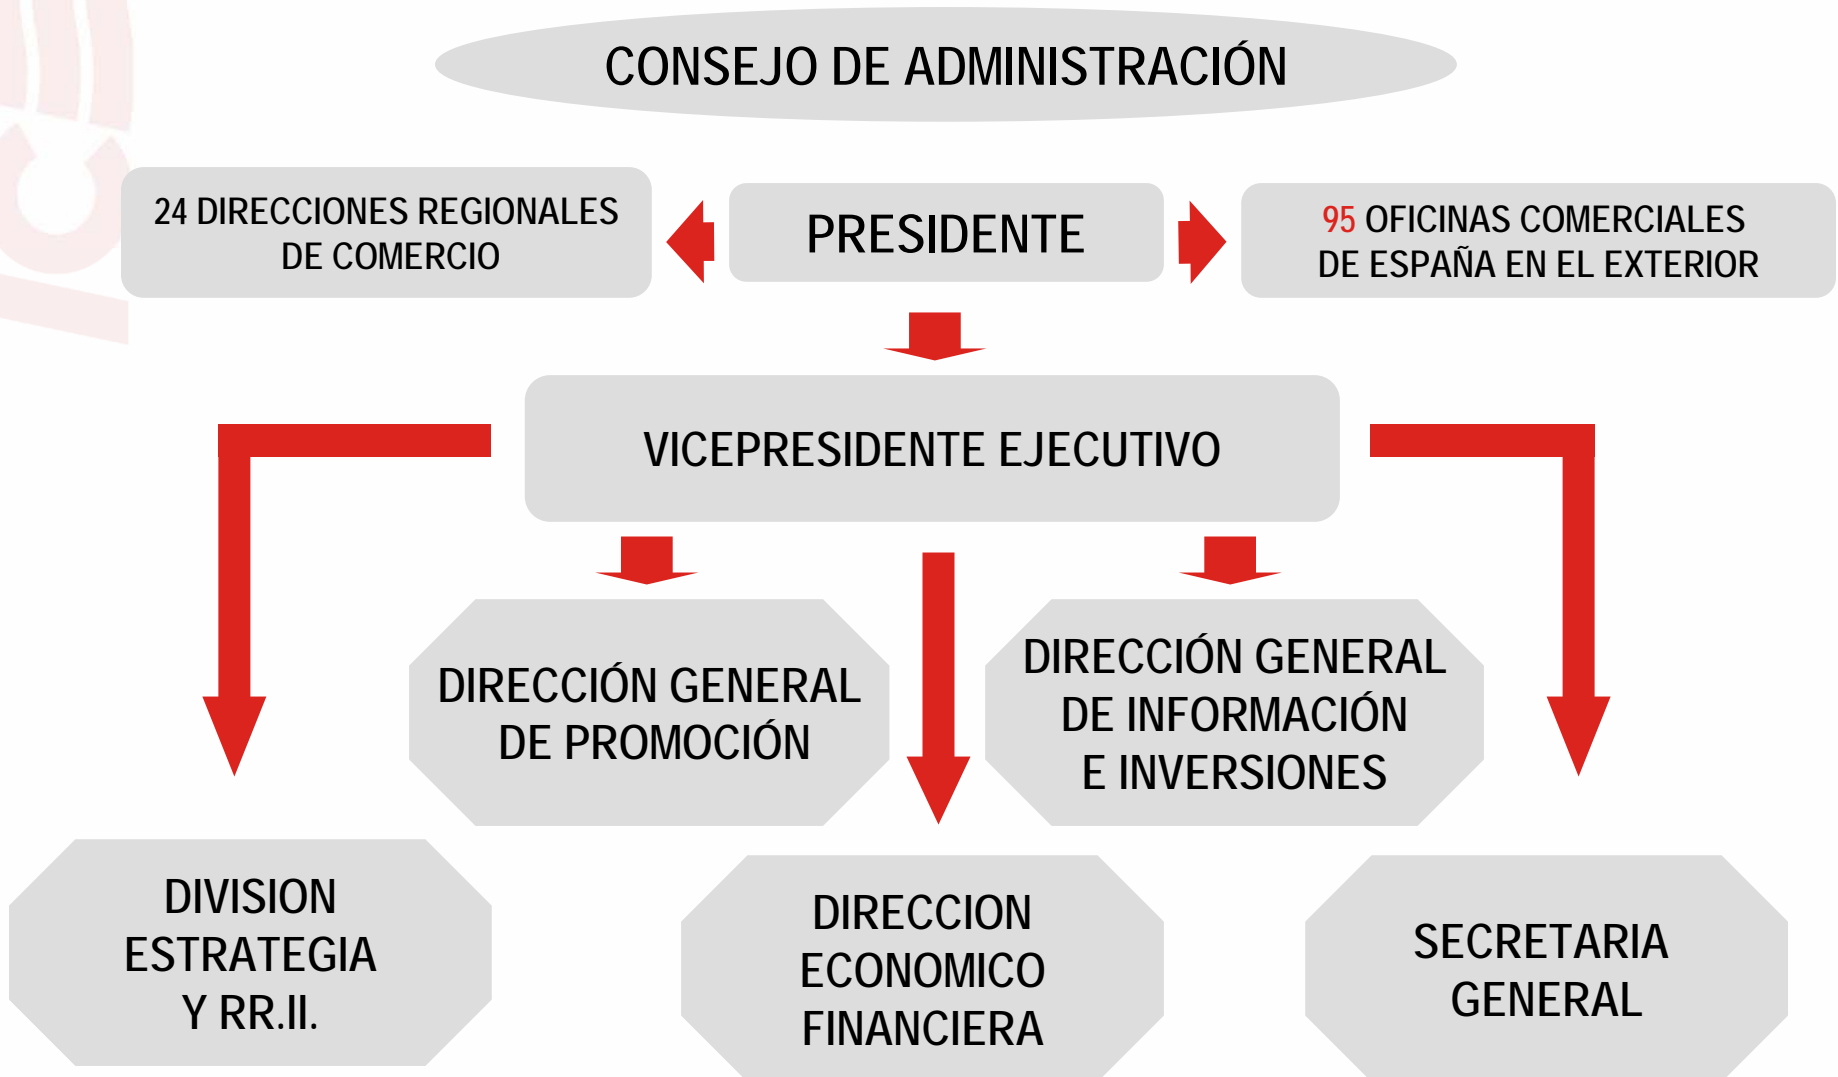 CONSEJO DE ADMINISTRACIÓN
24 DIRECCIONES REGIONALES
DE COMERCIO
PRESIDENTE
95 OFICINAS COMERCIALES
DE ESPAÑA EN EL EXTERIOR
VICEPRESIDENTE EJECUTIVO
DIRECCIÓN GENERAL
DE PROMOCIÓN
DIRECCIÓN GENERAL
DE INFORMACIÓN
E INVERSIONES
DIVISION
ESTRATEGIA
Y RR.II.
DIRECCION
ECONOMICO
FINANCIERA
SECRETARIA
GENERAL